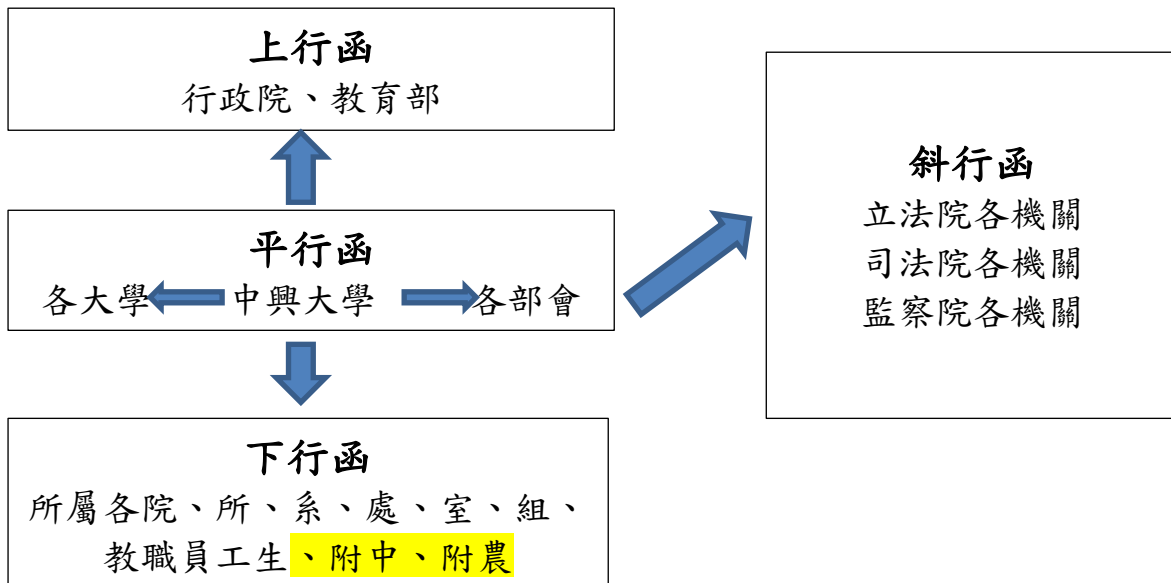 上行函
行政院、教育部
平行函
各大學 中興大學 各部會
下行函
所屬各院、所、系、處、室、組、
教職員工生、附中、附農
斜行函
立法院各機關
司法院各機關
監察院各機關